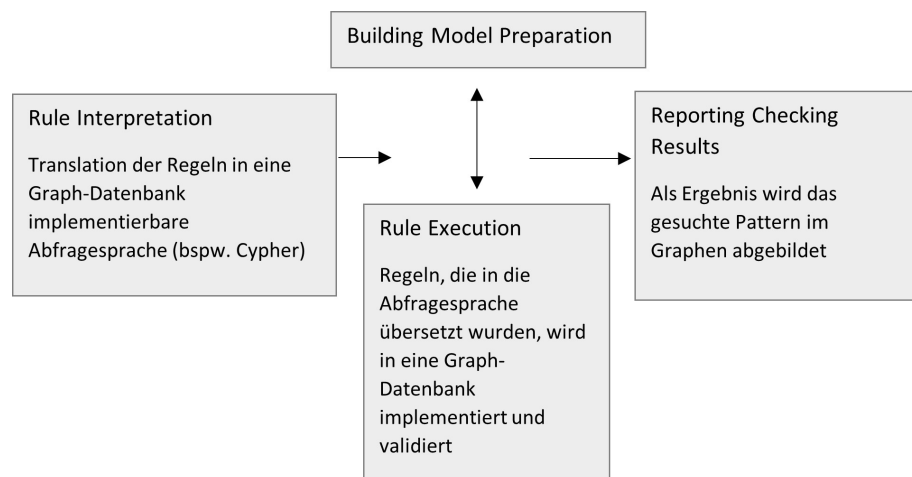 Building Model Preparation
Rule Interpretation
Translation der Regeln in eine
Graph-Datenbank
implementierbare
Abfragesprache (bspw. Cypher)
Rule Execution
Regeln, die in die
Abfragesprache
übersetzt wurden, wird
in eine Graph-
Datenbank
implementiert und
validiert
Reporting Checking
Results
Als Ergebnis wird das
gesuchte Pattern im
Graphen abgebildet